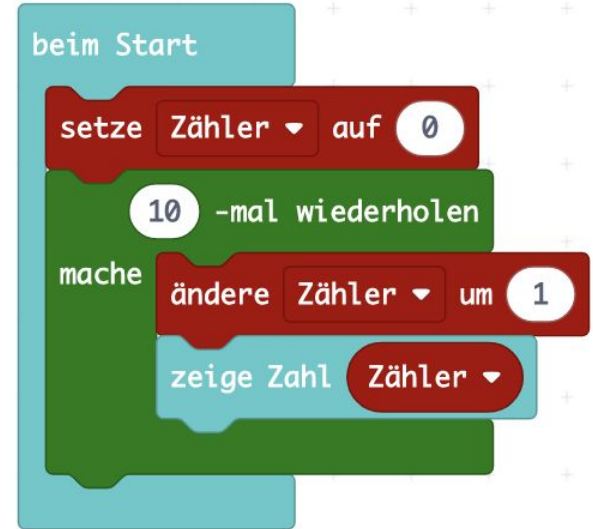 beim Start
setze Zähler auf 0
10 -mal wiederholen
mache
ändere Zähler um 1
zeige Zahl Zähler